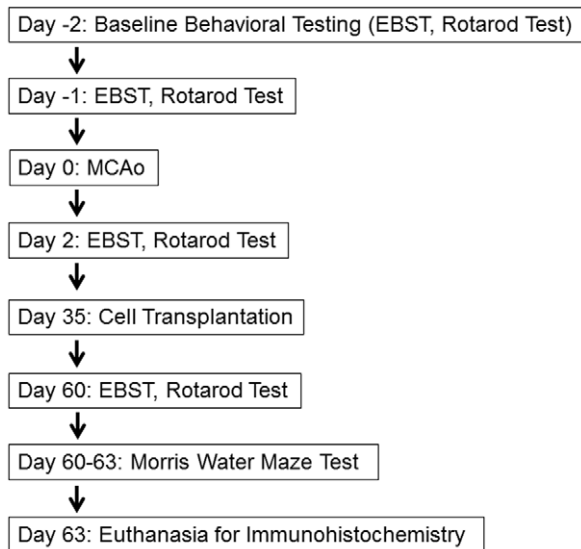 Day -2: Baseline Behavioral Testing (EBST, Rotarod Test)
Day -1: EBST, Rotarod Test
Day 0: MCAo
Day 2: EBST, Rotarod Test
Day 35: Cell Transplantation
Day 60: EBST, Rotarod Test
Day 60-63: Morris Water Maze Test
Day 63: Euthanasia for Immunohistochemistry